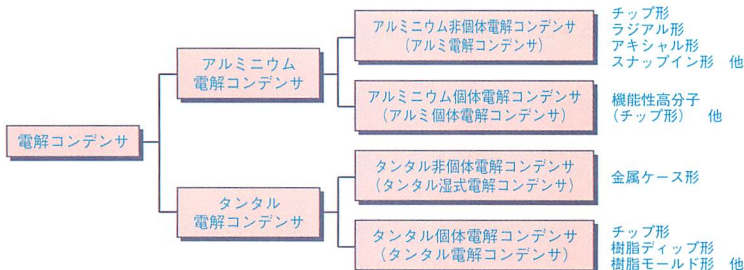 電解コンデンサ
アルミニウム
電解コンデンサ
アルミニウム非個体電解コンデンサ
(アルミ電解コンデンサ)
チップ形
ラジアル形
アキシャル形
スナップイン形 他
アルミニウム個体電解コンデンサ
(アルミ個体電解コンデンサ)
機能性高分子
(チップ形) 他
タンタル
電解コンデンサ
タンタル非個体電解コンデンサ
(タンタル湿式電解コンデンサ)
金属ケース形
タンタル個体電解コンデンサ
(タンタル電解コンデンサ)
チップ形
樹脂ディップ形
樹脂モールド形 他